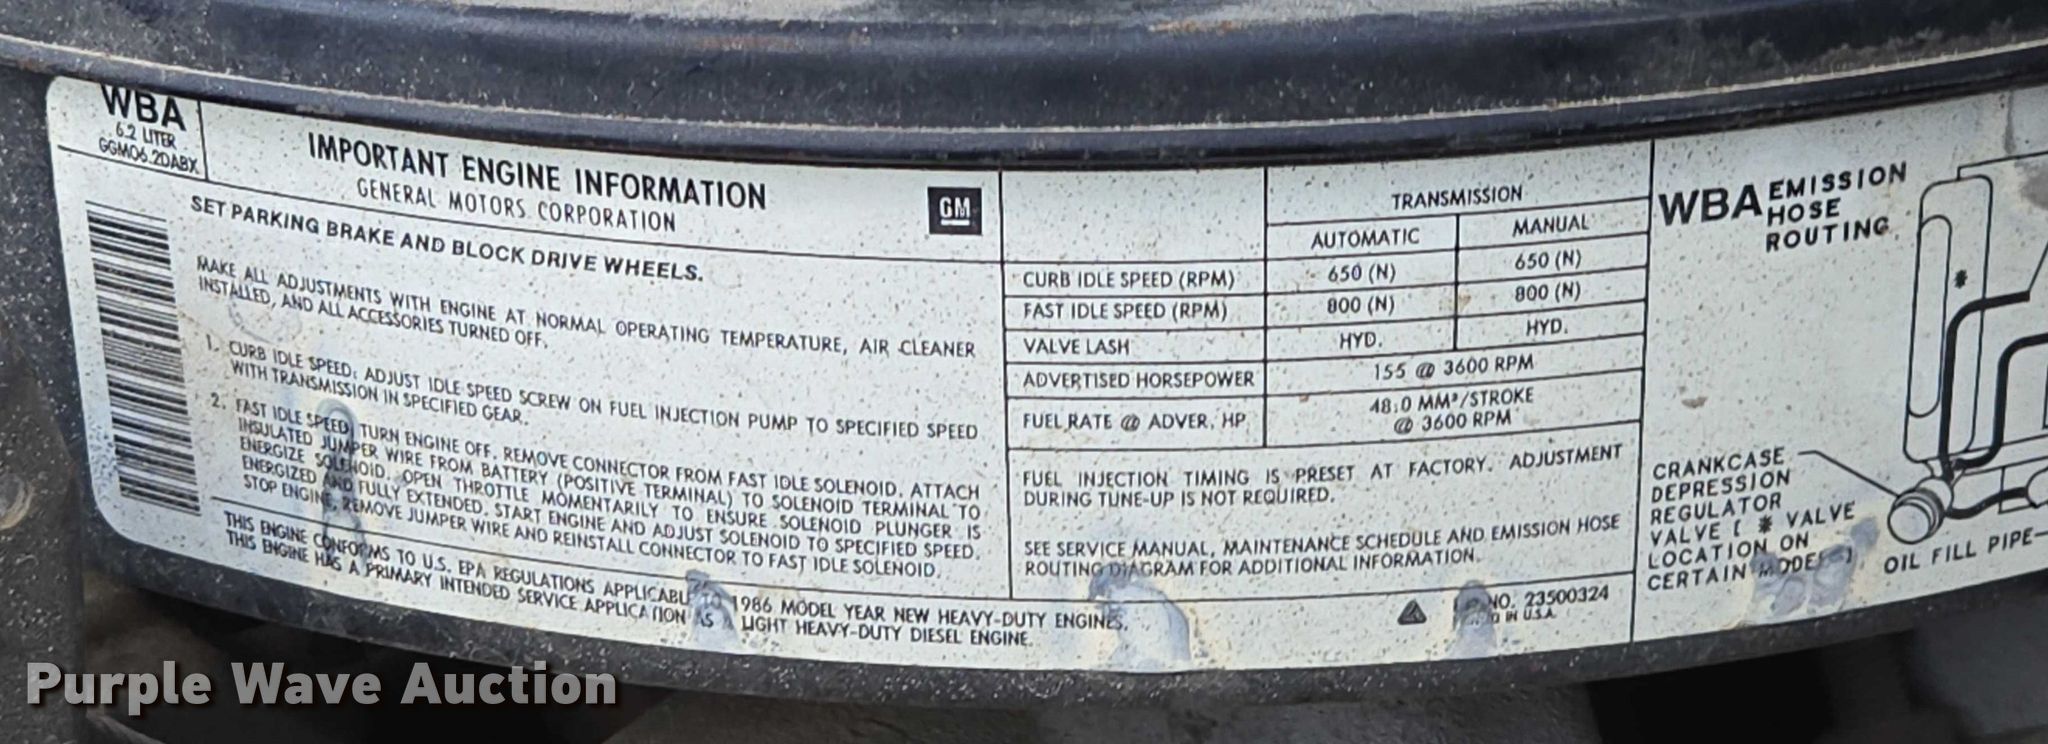 WBA
6.2 LITER
GGM06.2DABX
IMPORTANT ENGINE INFORMATION
GENERAL MOTORS CORPORATION
GM
SET PARKING BRAKE AND BLOCK DRIVE WHEELS.
MAKE ALL ADJUSTMENTS WITH ENGINE AT NORMAL OPERATING TEMPERATURE, AIR CLEANER
INSTALLED, AND ALL ACCESSORIES TURNED OFF.
1. CURB IDLE SPEED: ADJUST IDLE SPEED SCREW ON FUEL INJECTION PUMP TO SPECIFIED SPEED
WITH TRANSMISSION IN SPECIFIED GEAR.
2. FAST IDLE SPEED: TURN ENGINE OFF. REMOVE CONNECTOR FROM FAST IDLE SOLENOID. ATTACH
INSULATED JUMPER WIRE FROM BATTERY (POSITIVE TERMINAL) TO SOLENOID TERMINAL TO
ENERGIZE SOLENOID. OPEN THROTTLE MOMENTARILY TO ENSURE SOLENOID PLUNGER IS
ENERGIZED AND FULLY EXTENDED. START ENGINE AND ADJUST SOLENOID TO SPECIFIED SPEED.
STOP ENGINE, REMOVE JUMPER WIRE AND REINSTALL CONNECTOR TO FAST IDLE SOLENOID.
THIS ENGINE CONFORMS TO U.S. EPA REGULATIONS APPLICABLE TO 1986 MODEL YEAR NEW HEAVY-DUTY ENGINES.
THIS ENGINE HAS A PRIMARY INTENDED SERVICE APPLICATION AS A LIGHT HEAVY-DUTY DIESEL ENGINE.
TRANSMISSION
AUTOMATIC MANUAL
CURB IDLE SPEED (RPM) 650 (N) 650 (N)
FAST IDLE SPEED (RPM) 800 (N) 800 (N)
VALVE LASH HYD. HYD.
ADVERTISED HORSEPOWER 155 @ 3600 RPM
FUEL RATE @ ADVER. HP 48.0 MM³/STROKE
@ 3600 RPM
FUEL INJECTION TIMING IS PRESET AT FACTORY. ADJUSTMENT
DURING TUNE-UP IS NOT REQUIRED.
SEE SERVICE MANUAL, MAINTENANCE SCHEDULE AND EMISSION HOSE
ROUTING DIAGRAM FOR ADDITIONAL INFORMATION.
NO. 23500324
IN U.S.A.
WBA EMISSION
HOSE
ROUTING
*
CRANKCASE
DEPRESSION
REGULATOR
VALVE [ * VALVE
LOCATION ON
CERTAIN MODELS ]
OIL FILL PIPE
Purple Wave Auction